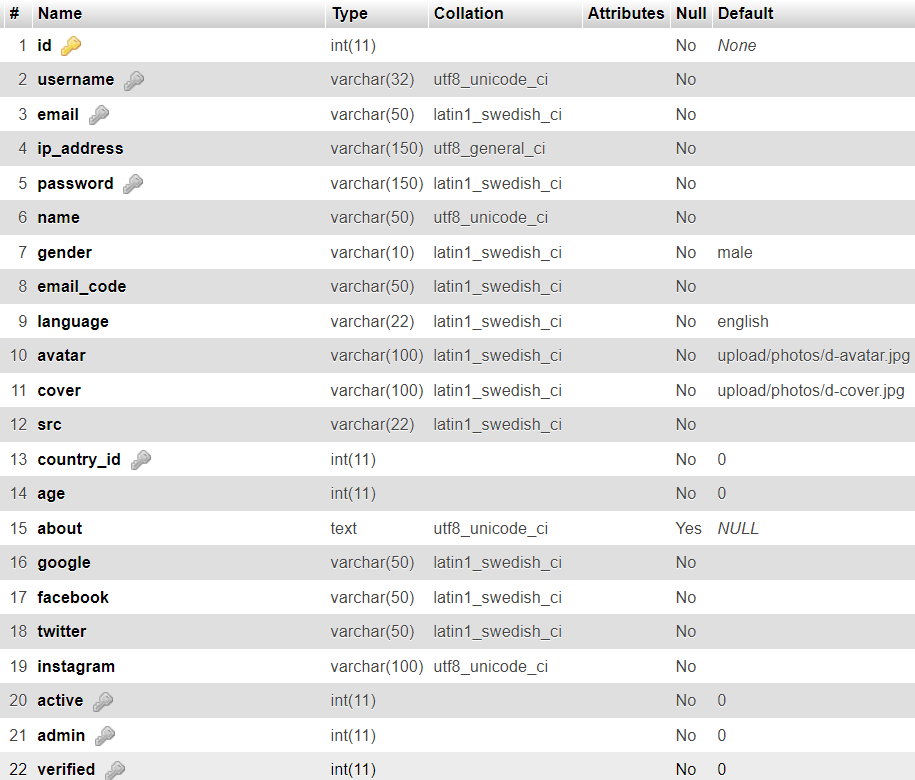 # Name Type Collation Attributes Null Default
1 id int(11) No None
2 username varchar(32) utf8_unicode_ci No
3 email varchar(50) latin1_swedish_ci No
4 ip_address varchar(150) utf8_general_ci No
5 password varchar(150) latin1_swedish_ci No
6 name varchar(50) utf8_unicode_ci No
7 gender varchar(10) latin1_swedish_ci No male
8 email_code varchar(50) latin1_swedish_ci No
9 language varchar(22) latin1_swedish_ci No english
10 avatar varchar(100) latin1_swedish_ci No upload/photos/d-avatar.jpg
11 cover varchar(100) latin1_swedish_ci No upload/photos/d-cover.jpg
12 src varchar(22) latin1_swedish_ci No
13 country_id int(11) No 0
14 age int(11) No 0
15 about text utf8_unicode_ci Yes NULL
16 google varchar(50) latin1_swedish_ci No
17 facebook varchar(50) latin1_swedish_ci No
18 twitter varchar(50) latin1_swedish_ci No
19 instagram varchar(100) utf8_unicode_ci No
20 active int(11) No 0
21 admin int(11) No 0
22 verified int(11) No 0